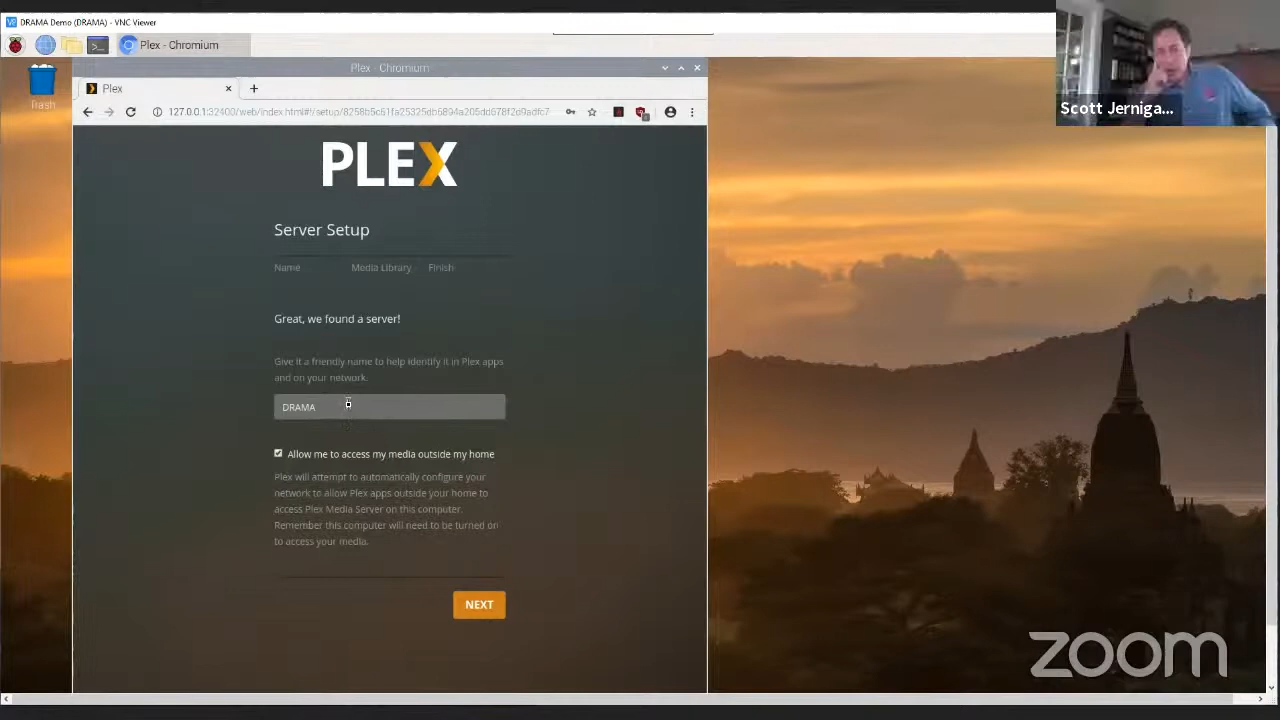 DRAMA Demo (DRAMA) - VNC Viewer
Plex - Chromium
Plex - Chromium
Plex
Trash
Scott Jerniga...
PLEX
Server Setup
Name Media Library Finish
Great, we found a server!
Give it a friendly name to help identify it in Plex apps
and on your network.
DRAMA
Allow me to access my media outside my home
Plex will attempt to automatically configure your
network to allow Plex apps outside your home to
access Plex Media Server on this computer.
Remember this computer will need to be turned on
to access your media.
NEXT
zoom